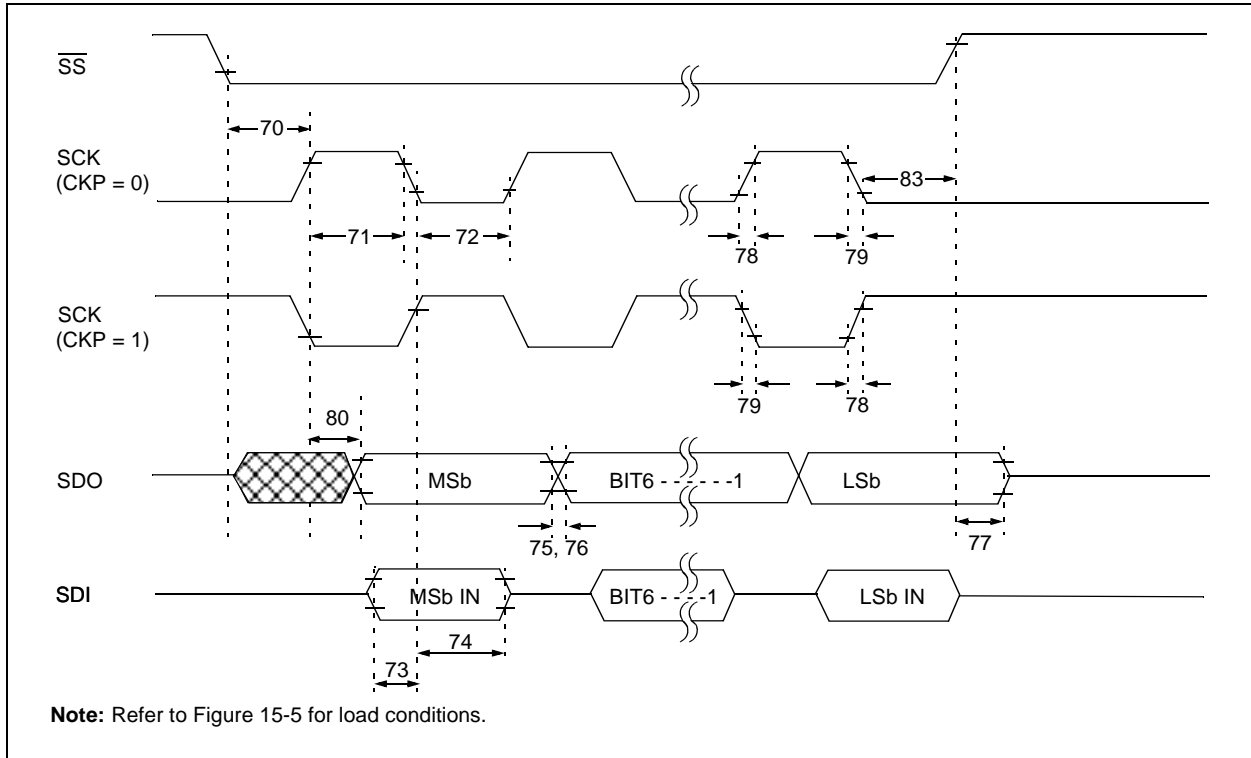 SS
70
SCK
(CKP = 0)
83
71
72
78
79
SCK
(CKP = 1)
79
78
80
SDO
MSb
BIT6 - - - - - -1
LSb
75, 76
77
SDI
MSb IN
BIT6 - - - - -1
LSb IN
74
73
Note: Refer to Figure 15-5 for load conditions.